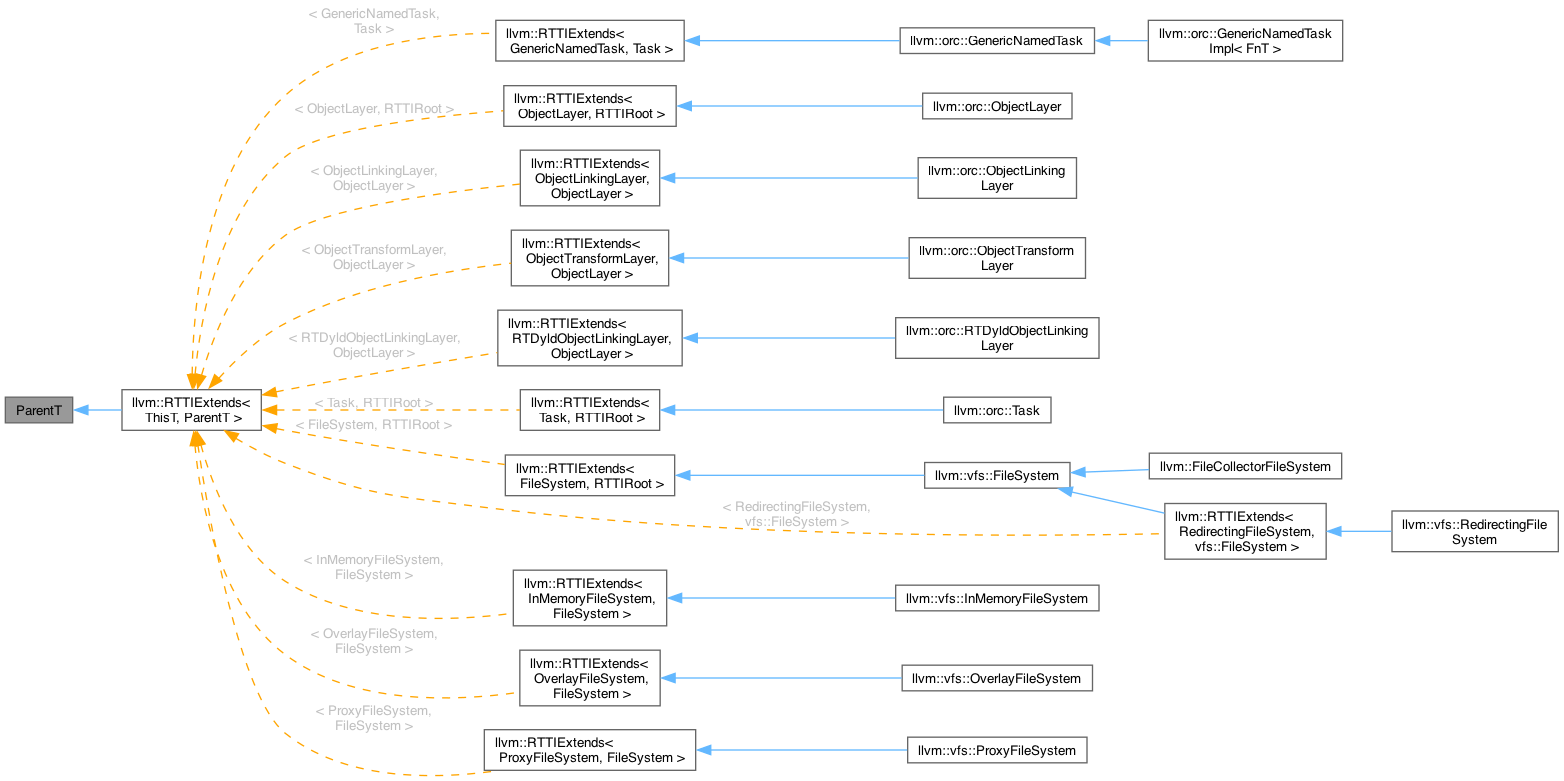 < GenericNamedTask,
Task >
llvm::RTTIExtends<
GenericNamedTask, Task >
llvm::orc::GenericNamedTask
llvm::orc::GenericNamedTask
Impl< FnT >
< ObjectLayer, RTTIRoot >
llvm::RTTIExtends<
ObjectLayer, RTTIRoot >
llvm::orc::ObjectLayer
< ObjectLinkingLayer,
ObjectLayer >
llvm::RTTIExtends<
ObjectLinkingLayer,
ObjectLayer >
llvm::orc::ObjectLinking
Layer
< ObjectTransformLayer,
ObjectLayer >
llvm::RTTIExtends<
ObjectTransformLayer,
ObjectLayer >
llvm::orc::ObjectTransform
Layer
< RTDyldObjectLinkingLayer,
ObjectLayer >
llvm::RTTIExtends<
RTDyldObjectLinkingLayer,
ObjectLayer >
llvm::orc::RTDyldObjectLinking
Layer
ParentT
llvm::RTTIExtends<
ThisT, ParentT >
< Task, RTTIRoot >
llvm::RTTIExtends<
Task, RTTIRoot >
llvm::orc::Task
< FileSystem, RTTIRoot >
llvm::RTTIExtends<
FileSystem, RTTIRoot >
llvm::vfs::FileSystem
llvm::FileCollectorFileSystem
< RedirectingFileSystem,
vfs::FileSystem >
llvm::RTTIExtends<
RedirectingFileSystem,
vfs::FileSystem >
llvm::vfs::RedirectingFile
System
< InMemoryFileSystem,
FileSystem >
llvm::RTTIExtends<
InMemoryFileSystem,
FileSystem >
llvm::vfs::InMemoryFileSystem
< OverlayFileSystem,
FileSystem >
llvm::RTTIExtends<
OverlayFileSystem,
FileSystem >
llvm::vfs::OverlayFileSystem
< ProxyFileSystem,
FileSystem >
llvm::RTTIExtends<
ProxyFileSystem, FileSystem >
llvm::vfs::ProxyFileSystem